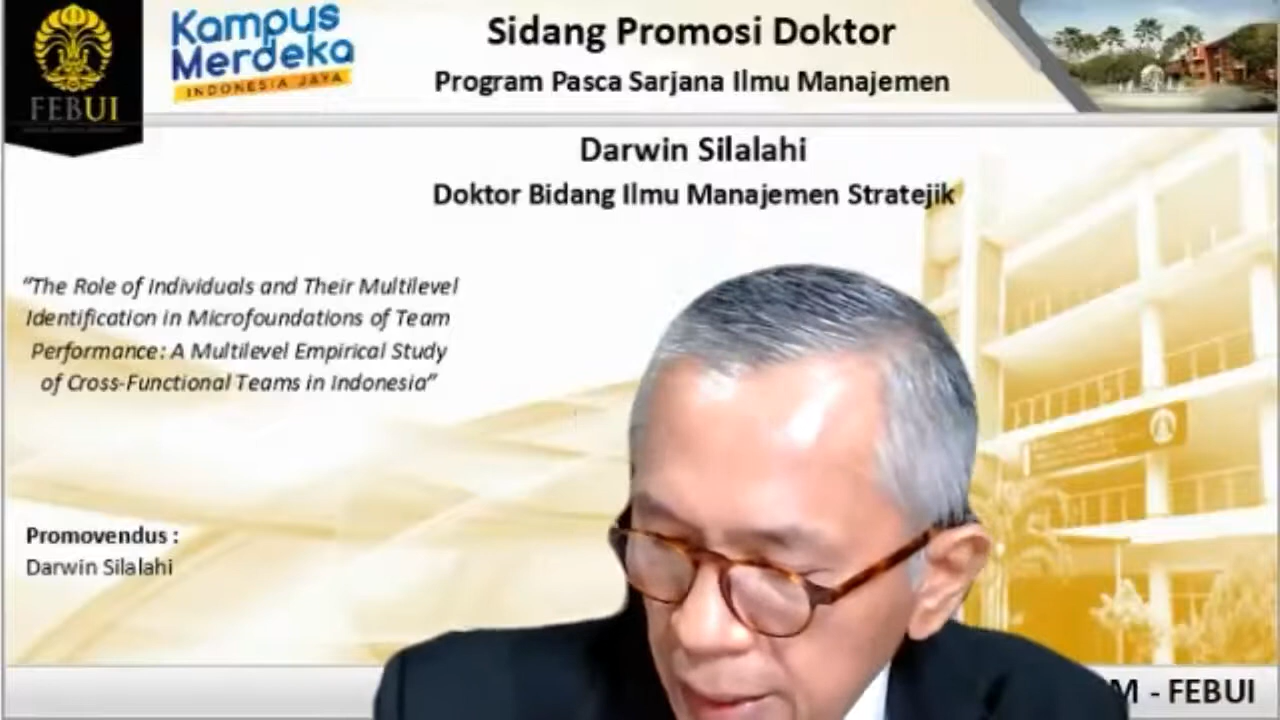 FEBUI
Kampus
Merdeka
INDONESIA JAYA
Sidang Promosi Doktor
Program Pasca Sarjana Ilmu Manajemen
Darwin Silalahi
Doktor Bidang Ilmu Manajemen Stratejik
“The Role of Individuals and Their Multilevel
Identification in Microfoundations of Team
Performance: A Multilevel Empirical Study
of Cross-Functional Teams in Indonesia”
Promovendus :
Darwin Silalahi
M - FEBUI